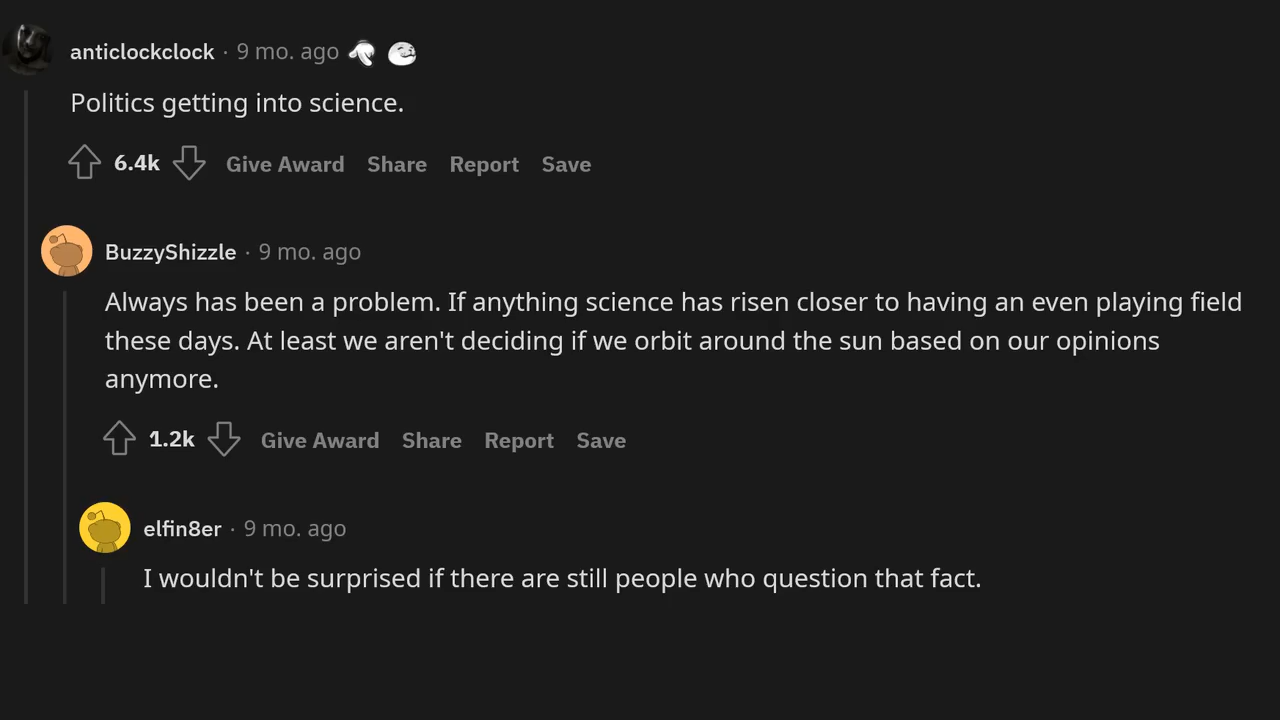 anticlockclock · 9 mo. ago
Politics getting into science.
6.4k Give Award Share Report Save
BuzzyShizzle · 9 mo. ago
Always has been a problem. If anything science has risen closer to having an even playing field
these days. At least we aren't deciding if we orbit around the sun based on our opinions
anymore.
1.2k Give Award Share Report Save
elfin8er · 9 mo. ago
I wouldn't be surprised if there are still people who question that fact.